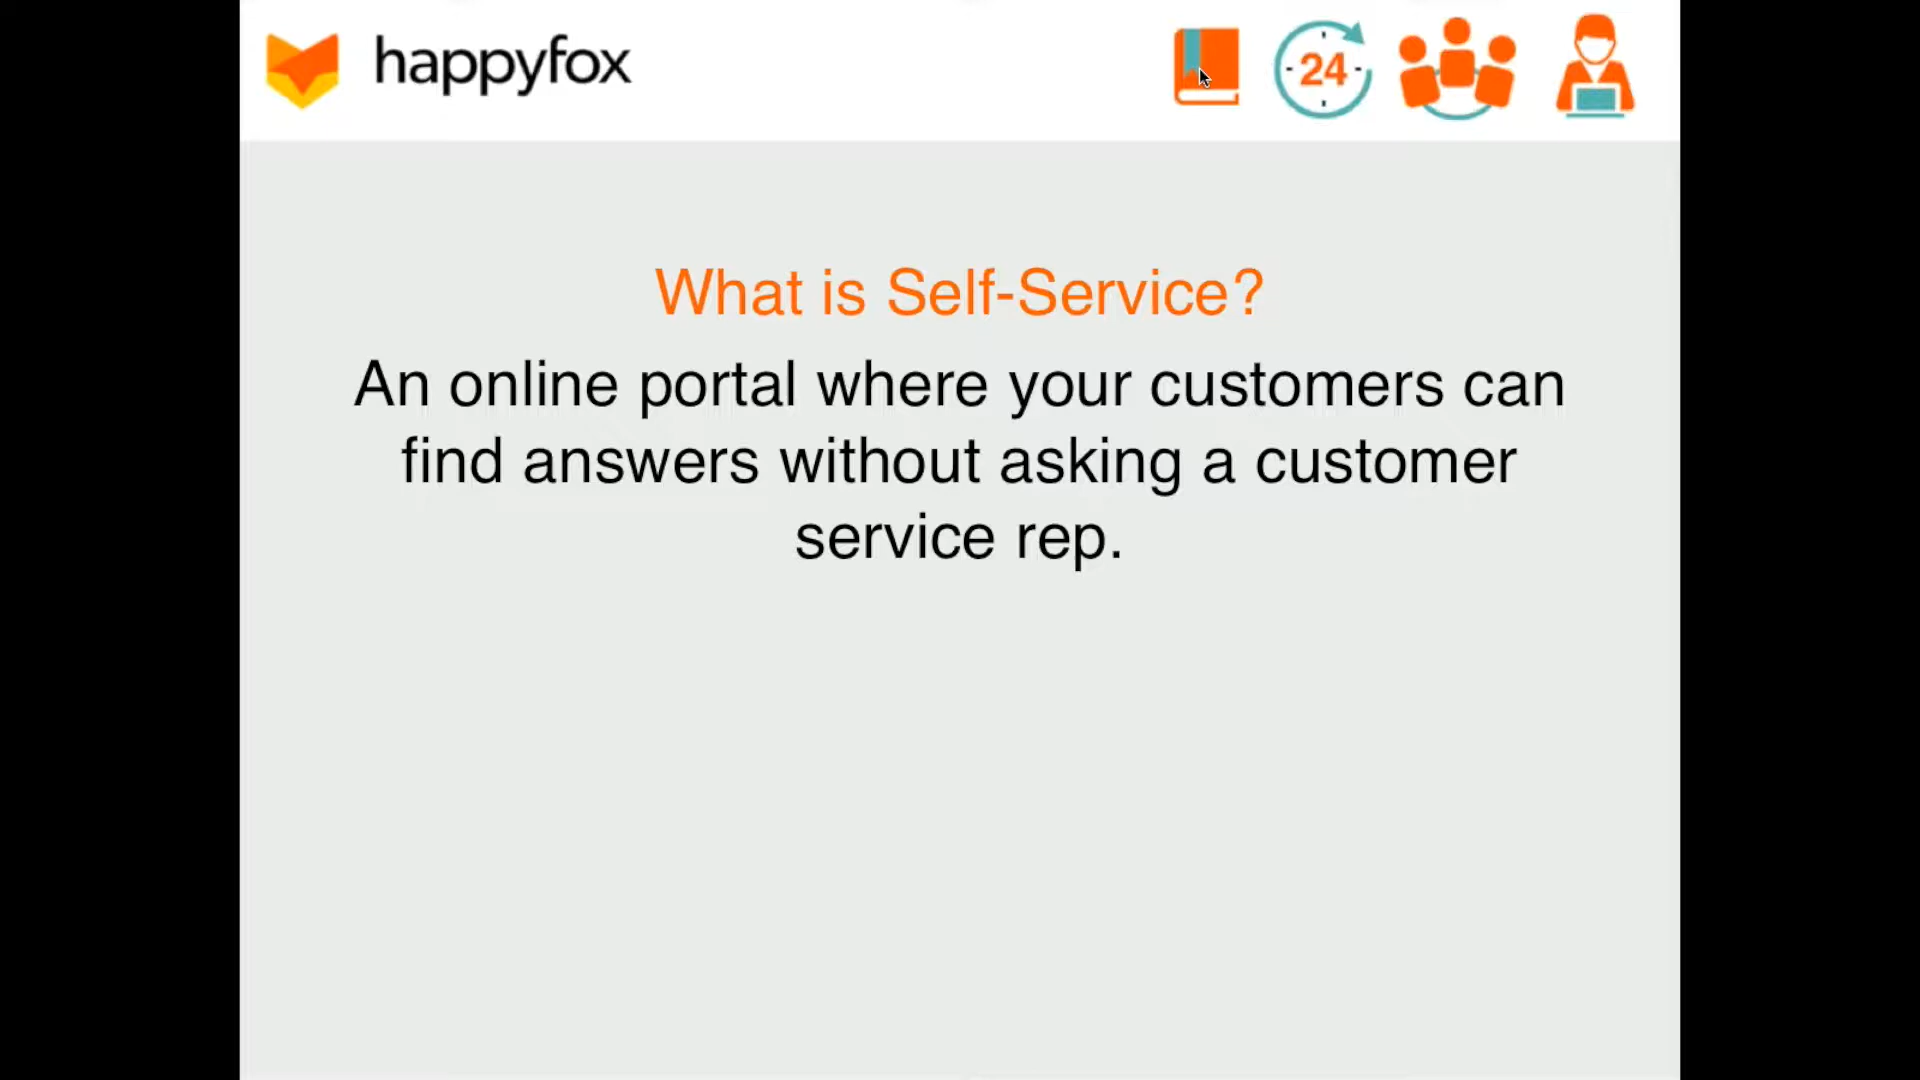 happyfox
24
What is Self-Service?
An online portal where your customers can
find answers without asking a customer
service rep.